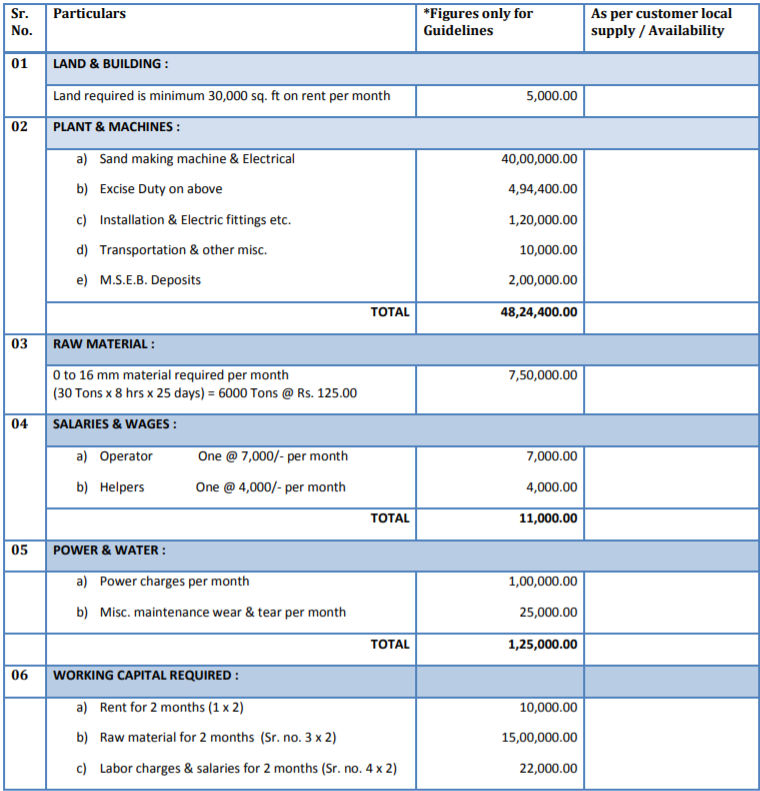 Sr. No. Particulars *Figures only for Guidelines As per customer local supply / Availability
01 LAND & BUILDING :
Land required is minimum 30,000 sq. ft on rent per month 5,000.00
02 PLANT & MACHINES :
a) Sand making machine & Electrical 40,00,000.00
b) Excise Duty on above 4,94,400.00
c) Installation & Electric fittings etc. 1,20,000.00
d) Transportation & other misc. 10,000.00
e) M.S.E.B. Deposits 2,00,000.00
TOTAL 48,24,400.00
03 RAW MATERIAL :
0 to 16 mm material required per month 7,50,000.00
(30 Tons x 8 hrs x 25 days) = 6000 Tons @ Rs. 125.00
04 SALARIES & WAGES :
a) Operator One @ 7,000/- per month 7,000.00
b) Helpers One @ 4,000/- per month 4,000.00
TOTAL 11,000.00
05 POWER & WATER :
a) Power charges per month 1,00,000.00
b) Misc. maintenance wear & tear per month 25,000.00
TOTAL 1,25,000.00
06 WORKING CAPITAL REQUIRED :
a) Rent for 2 months (1 x 2) 10,000.00
b) Raw material for 2 months (Sr. no. 3 x 2) 15,00,000.00
c) Labor charges & salaries for 2 months (Sr. no. 4 x 2) 22,000.00